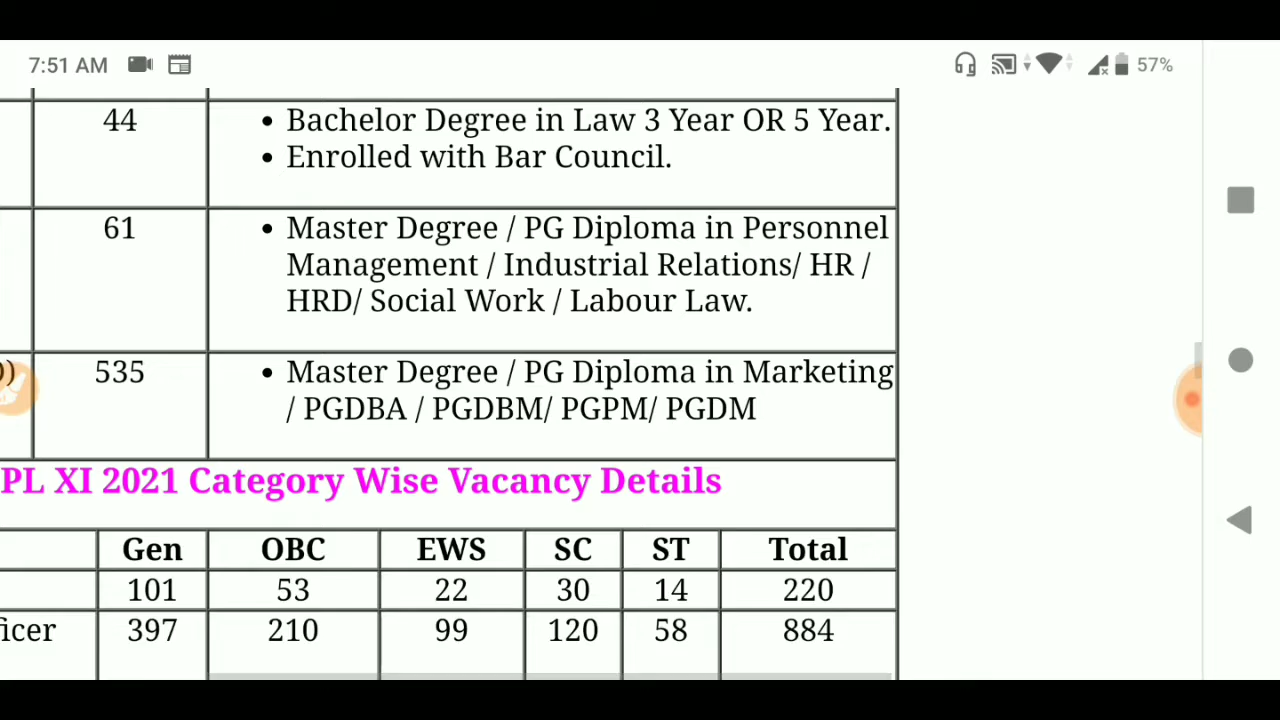 7:51 AM 57%
44 Bachelor Degree in Law 3 Year OR 5 Year.
Enrolled with Bar Council.
61 Master Degree / PG Diploma in Personnel
Management / Industrial Relations/ HR /
HRD/ Social Work / Labour Law.
535 Master Degree / PG Diploma in Marketing
/ PGDBA / PGDBM/ PGPM/ PGDM
PL XI 2021 Category Wise Vacancy Details
Gen OBC EWS SC ST Total
101 53 22 30 14 220
ficer 397 210 99 120 58 884